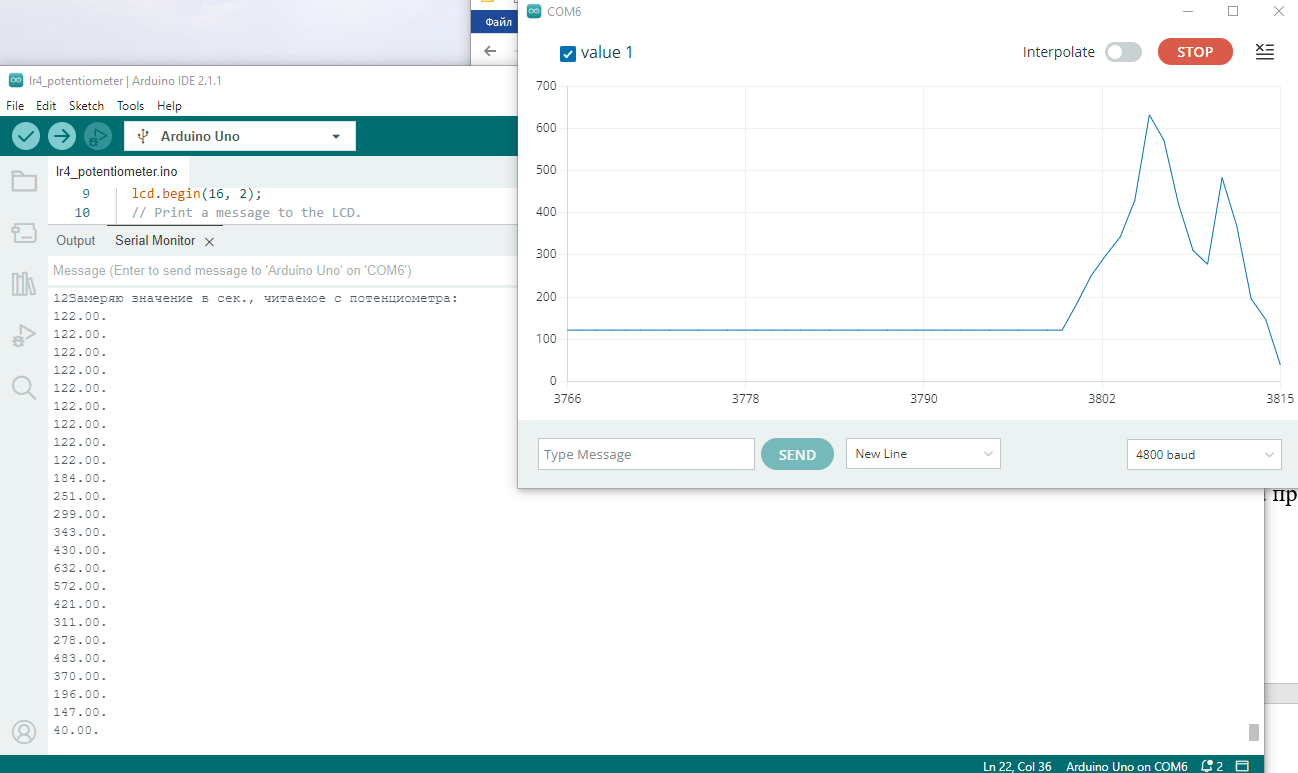 Файл
COM6
value 1
Interpolate
STOP
700
600
500
400
300
200
100
0
3766 3778 3790 3802 3815
Type Message
SEND
New Line
4800 baud
lr4_potentiometer | Arduino IDE 2.1.1
File Edit Sketch Tools Help
Arduino Uno
lr4_potentiometer.ino
9 lcd.begin(16, 2);
10 // Print a message to the LCD.
Output Serial Monitor
Message (Enter to send message to 'Arduino Uno' on 'COM6')
12Замеряю значение в сек., читаемое с потенциометра:
122.00.
122.00.
122.00.
122.00.
122.00.
122.00.
122.00.
122.00.
122.00.
184.00.
251.00.
299.00.
343.00.
430.00.
632.00.
572.00.
421.00.
311.00.
278.00.
483.00.
370.00.
196.00.
147.00.
40.00.
пр
Ln 22, Col 36 Arduino Uno on COM6 2